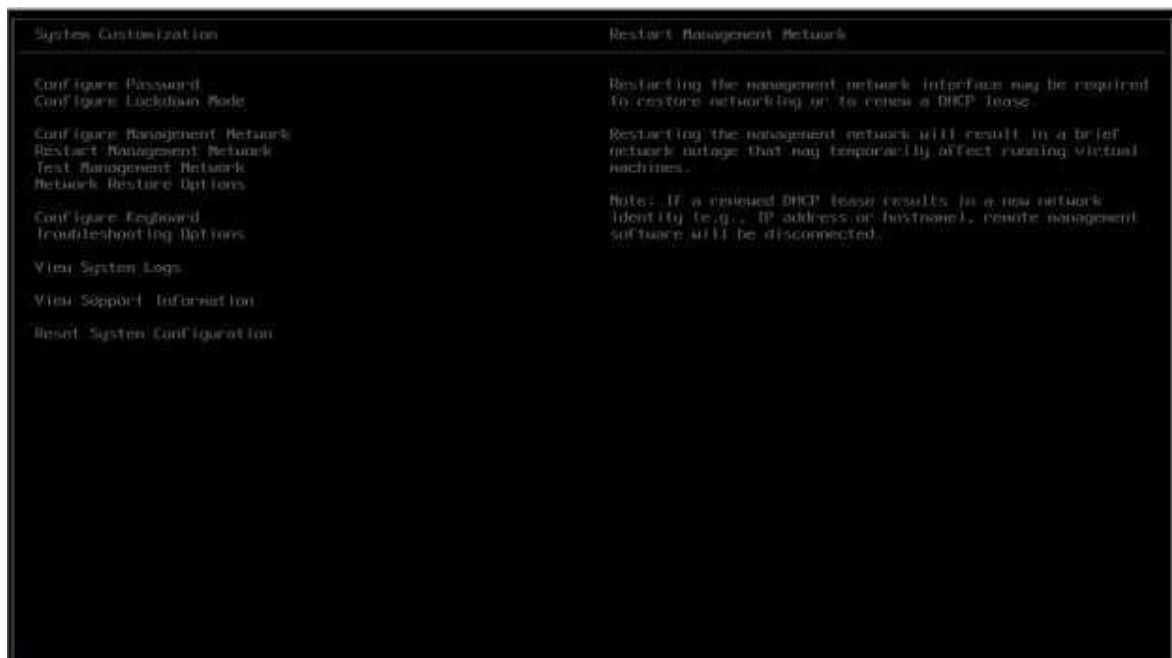 System Customization
Restart Management Network
Configure Password
Configure Lockdown Mode
Configure Management Network
Restart Management Network
Test Management Network
Network Restore Options
Configure Keyboard
Troubleshooting Options
View System Logs
View Support Information
Reset System Configuration
Restarting the management network interface may be required
to restore networking or to renew a DHCP lease.
Restarting the management network will result in a brief
network outage that may temporarily affect running virtual
machines.
Note: If a renewed DHCP lease results in a new network
identity (e.g., IP address or hostname), remote management
software will be disconnected.